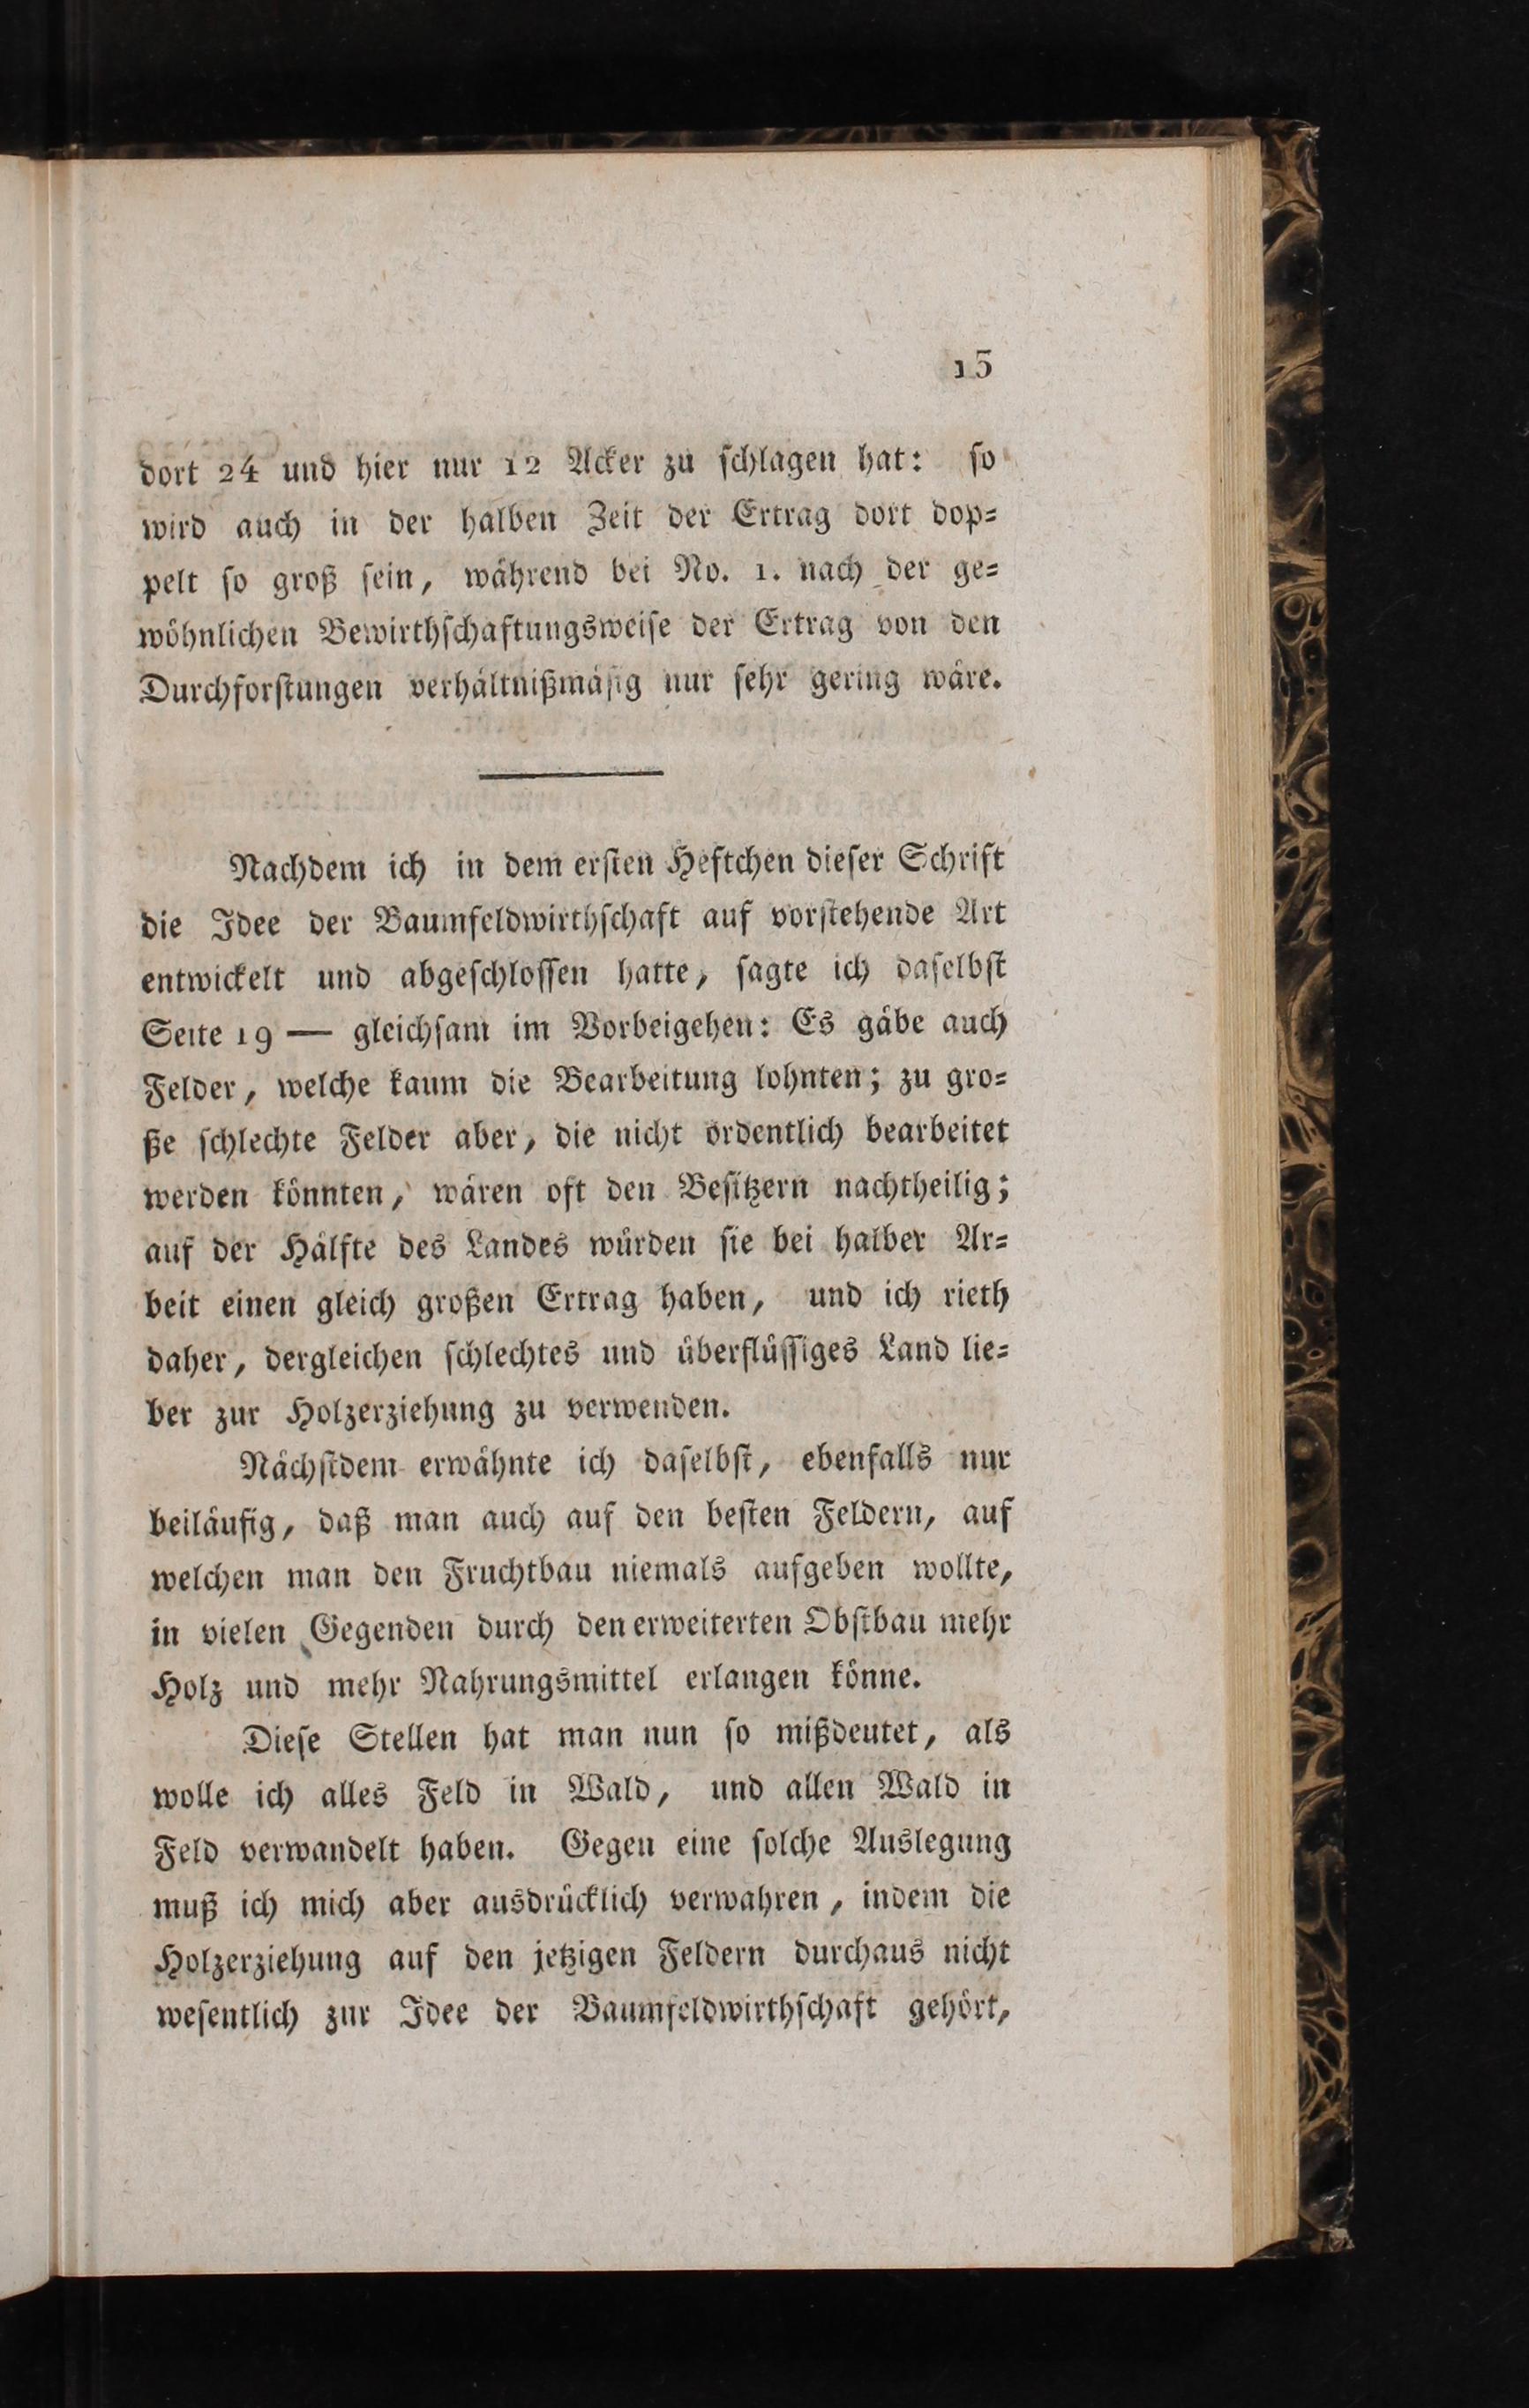 15
dort 24 und hier nur 12 Acker zu ſchlagen hat: ſo
wird auch in der halben Zeit der Ertrag dort dop⸗
pelt ſo groß ſein, während bei No. 1. nach der ge⸗
wöhnlichen Bewirthſchaftungsweiſe der Ertrag von den
Durchforſtungen verhältnißmäſig nur ſehr gering wäre.
Nachdem ich in dem erſten Heftchen dieſer Schrift
die Idee der Baumfeldwirthſchaft auf vorſtehende Art
entwickelt und abgeſchloſſen hatte, ſagte ich daſelbſt
Seite 19 — gleichſam im Vorbeigehen: Es gäbe auch
Felder, welche kaum die Bearbeitung lohnten; zu gro⸗
ße ſchlechte Felder aber, die nicht ordentlich bearbeitet
werden könnten, wären oft den Beſitzern nachtheilig;
auf der Hälfte des Landes würden ſie bei halber Ar⸗
beit einen gleich großen Ertrag haben, und ich rieth
daher, dergleichen ſchlechtes und überflüſſiges Land lie⸗
ber zur Holzerziehung zu verwenden.
Nächſtdem erwähnte ich daſelbſt, ebenfalls nur
beiläufig, daß man auch auf den beſten Feldern, auf
welchen man den Fruchtbau niemals aufgeben wollte,
in vielen Gegenden durch den erweiterten Obſtbau mehr
Holz und mehr Nahrungsmittel erlangen könne.
Dieſe Stellen hat man nun ſo mißdeutet, als
wolle ich alles Feld in Wald, und allen Wald in
Feld verwandelt haben. Gegen eine ſolche Auslegung
muß ich mich aber ausdrücklich verwahren, indem die
Holzerziehung auf den jetzigen Feldern durchaus nicht
weſentlich zur Idee der Baumfeldwirthſchaft gehört,